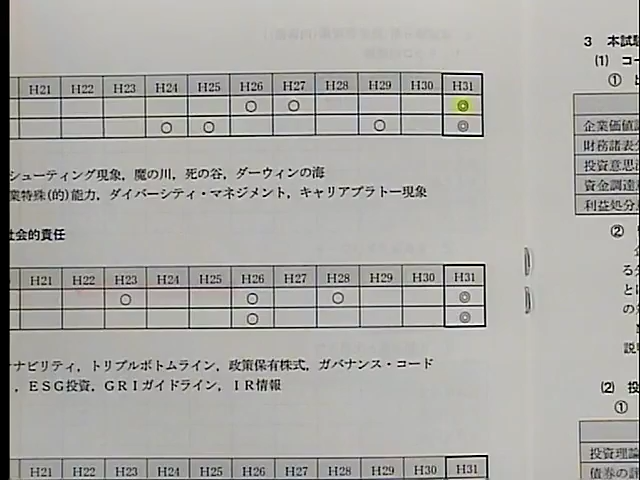 H21 H22 H23 H24 H25 H26 H27 H28 H29 H30 H31
○ ○ ◎
○ ○ ○ ◎
シューティング現象，魔の川，死の谷，ダーウィンの海
業特殊(的)能力，ダイバーシティ・マネジメント，キャリアプラトー現象
社会的責任
H21 H22 H23 H24 H25 H26 H27 H28 H29 H30 H31
○ ○ ○ ◎
○ ◎
ナビリティ，トリプルボトムライン，政策保有株式，ガバナンス・コード
，ESG投資，GRIガイドライン，IR情報
H21 H22 H23 H24 H25 H26 H27 H28 H29 H30 H31
3 本試験
(1) コー
①
企業価値
財務諸表
投資意思
資金調達
利益処分
②
る
と
の
説
(2) 投
①
投資理論
債券の評